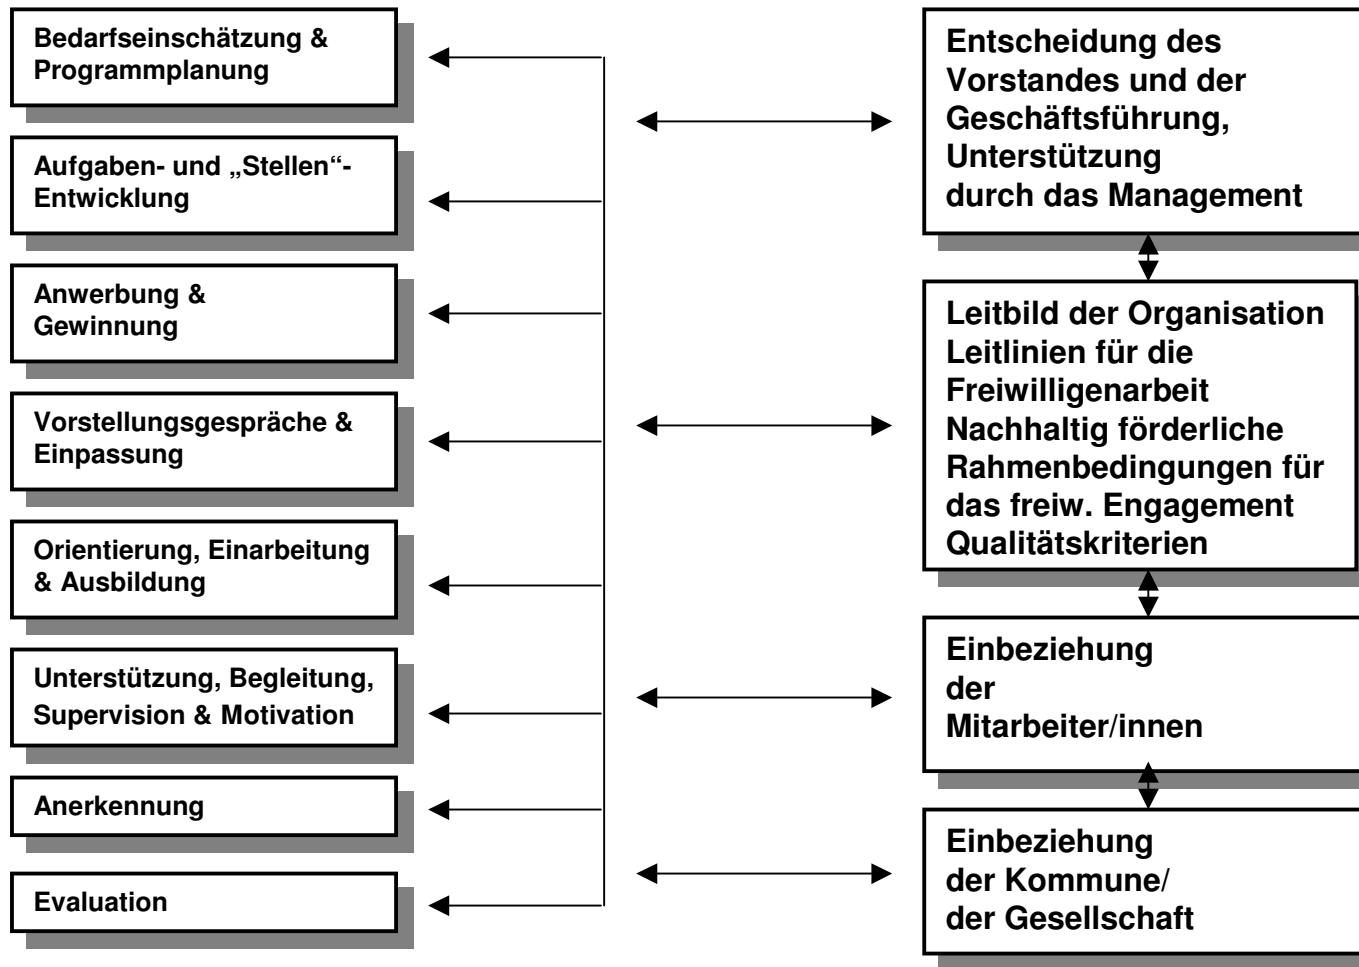 Bedarfseinschätzung &
Programmplanung
Aufgaben- und „Stellen“-
Entwicklung
Anwerbung &
Gewinnung
Vorstellungsgespräche &
Einpassung
Orientierung, Einarbeitung
& Ausbildung
Unterstützung, Begleitung,
Supervision & Motivation
Anerkennung
Evaluation
Entscheidung des
Vorstandes und der
Geschäftsführung,
Unterstützung
durch das Management
Leitbild der Organisation
Leitlinien für die
Freiwilligenarbeit
Nachhaltig förderliche
Rahmenbedingungen für
das freiw. Engagement
Qualitätskriterien
Einbeziehung
der
Mitarbeiter/innen
Einbeziehung
der Kommune/
der Gesellschaft